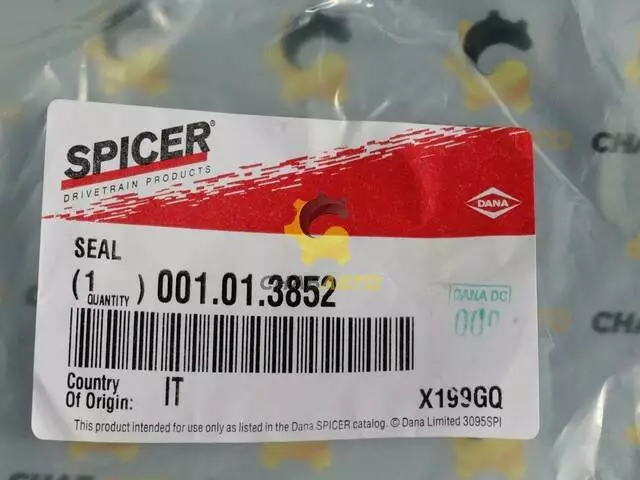 SPICER®
DRIVETRAIN PRODUCTS
DANA
SEAL
(1 QUANTITY) 001.01.3852
DANA DC
Country
Of Origin: IT
X199GQ
This product intended for use only as listed in the Dana SPICER catalog. © Dana Limited 3095SPI